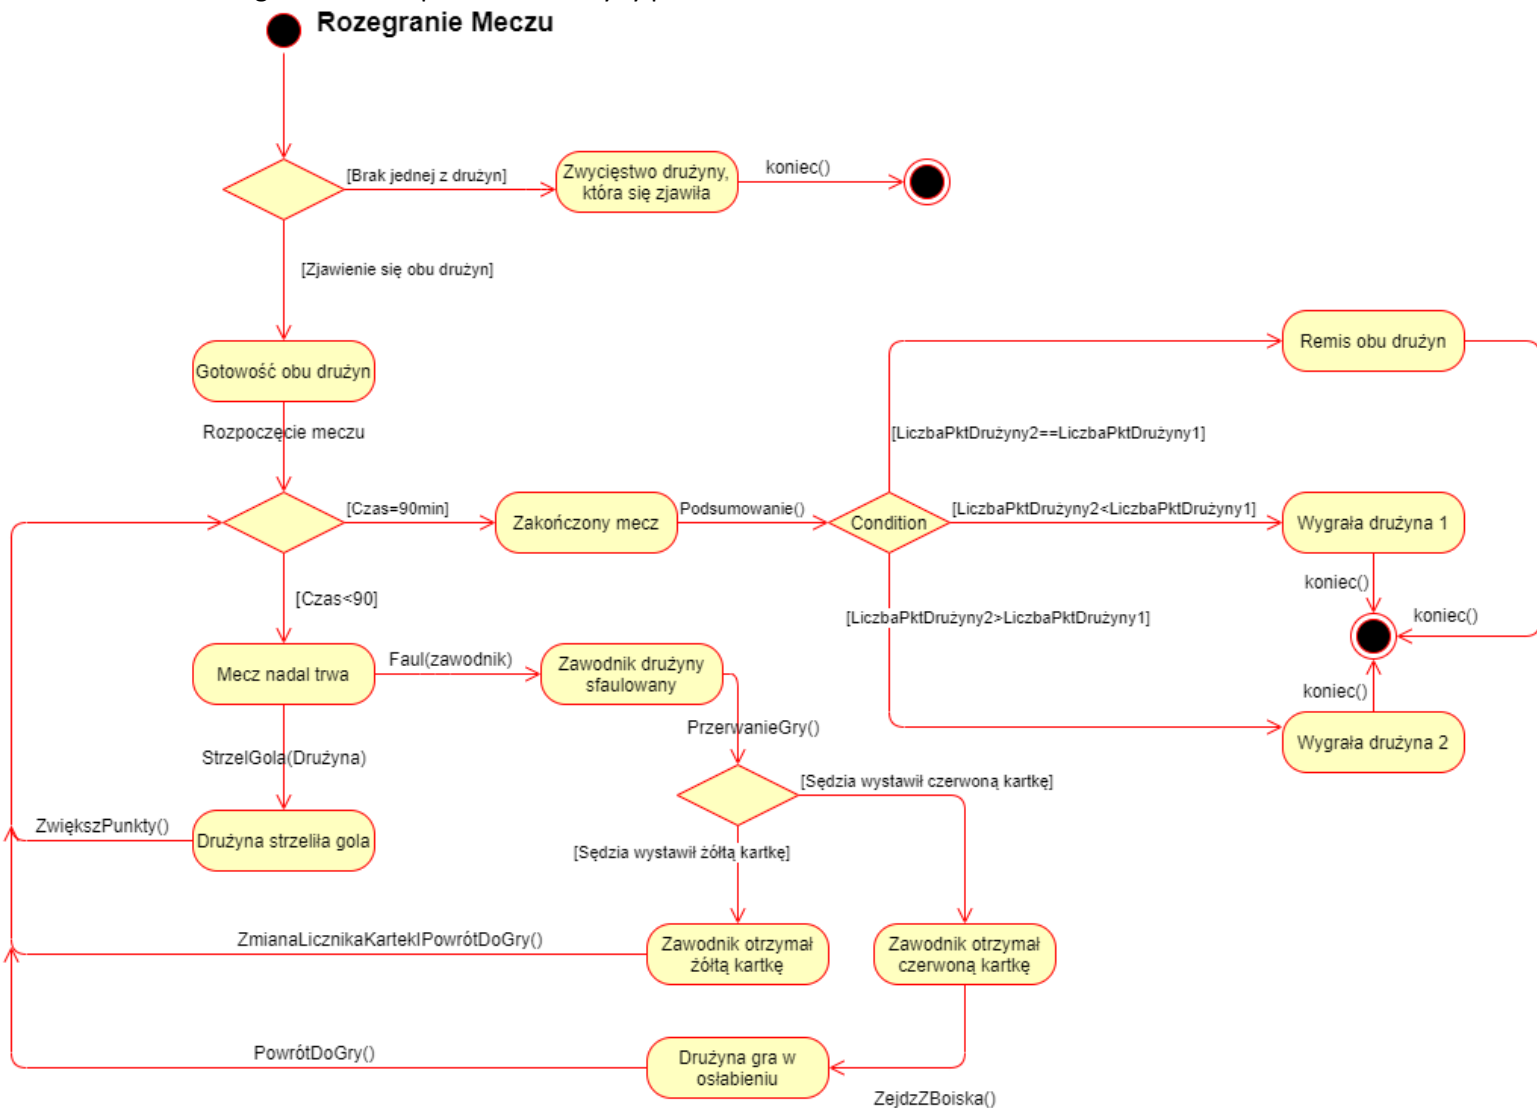 Rozegranie Meczu
[Brak jednej z drużyn]
Zwycięstwo drużyny,
która się zjawiła
koniec()
[Zjawienie się obu drużyn]
Gotowość obu drużyn
Remis obu drużyn
Rozpoczęcie meczu
[LiczbaPktDrużyny2==LiczbaPktDrużyny1]
[Czas=90min]
Zakończony mecz
Podsumowanie()
Condition
[LiczbaPktDrużyny2<LiczbaPktDrużyny1]
Wygrała drużyna 1
koniec()
[Czas<90]
[LiczbaPktDrużyny2>LiczbaPktDrużyny1]
koniec()
Mecz nadal trwa
Faul(zawodnik)
Zawodnik drużyny
sfaulowany
koniec()
PrzerwanieGry()
Wygrała drużyna 2
StrzelGola(Drużyna)
[Sędzia wystawił czerwoną kartkę]
ZwiększPunkty()
Drużyna strzeliła gola
[Sędzia wystawił żółtą kartkę]
ZmianaLicznikaKartekIPowrótDoGry()
Zawodnik otrzymał
żółtą kartkę
Zawodnik otrzymał
czerwoną kartkę
PowrótDoGry()
Drużyna gra w
osłabieniu
ZejdzZBoiska()